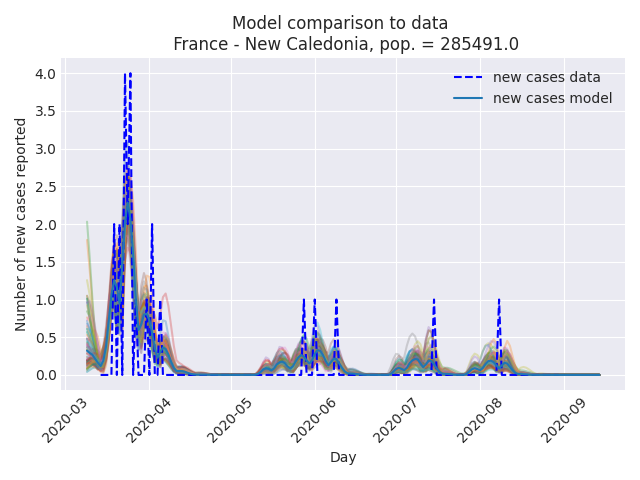 Model comparison to data
France - New Caledonia, pop. = 285491.0
new cases data
new cases model
Number of new cases reported
4.0
3.5
3.0
2.5
2.0
1.5
1.0
0.5
0.0
2020-03
2020-04
2020-05
2020-06
2020-07
2020-08
2020-09
Day